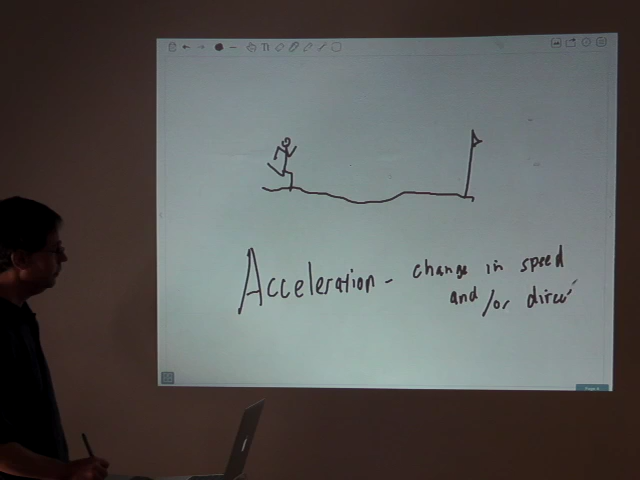 Acceleration - change in speed
and/or direc